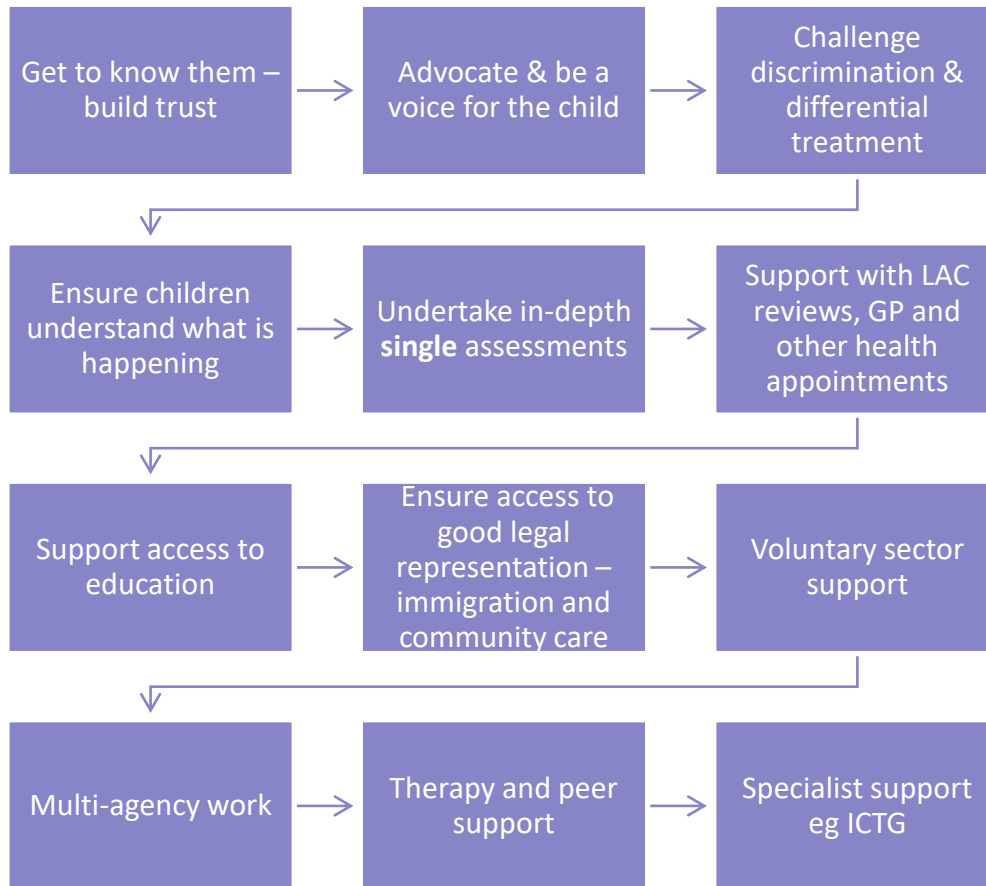 Get to know them –
build trust
Advocate & be a
voice for the child
Challenge
discrimination &
differential
treatment
Ensure children
understand what is
happening
Undertake in-depth
single assessments
Support with LAC
reviews, GP and
other health
appointments
Support access to
education
Ensure access to
good legal
representation –
immigration and
community care
Voluntary sector
support
Multi-agency work
Therapy and peer
support
Specialist support
eg ICTG